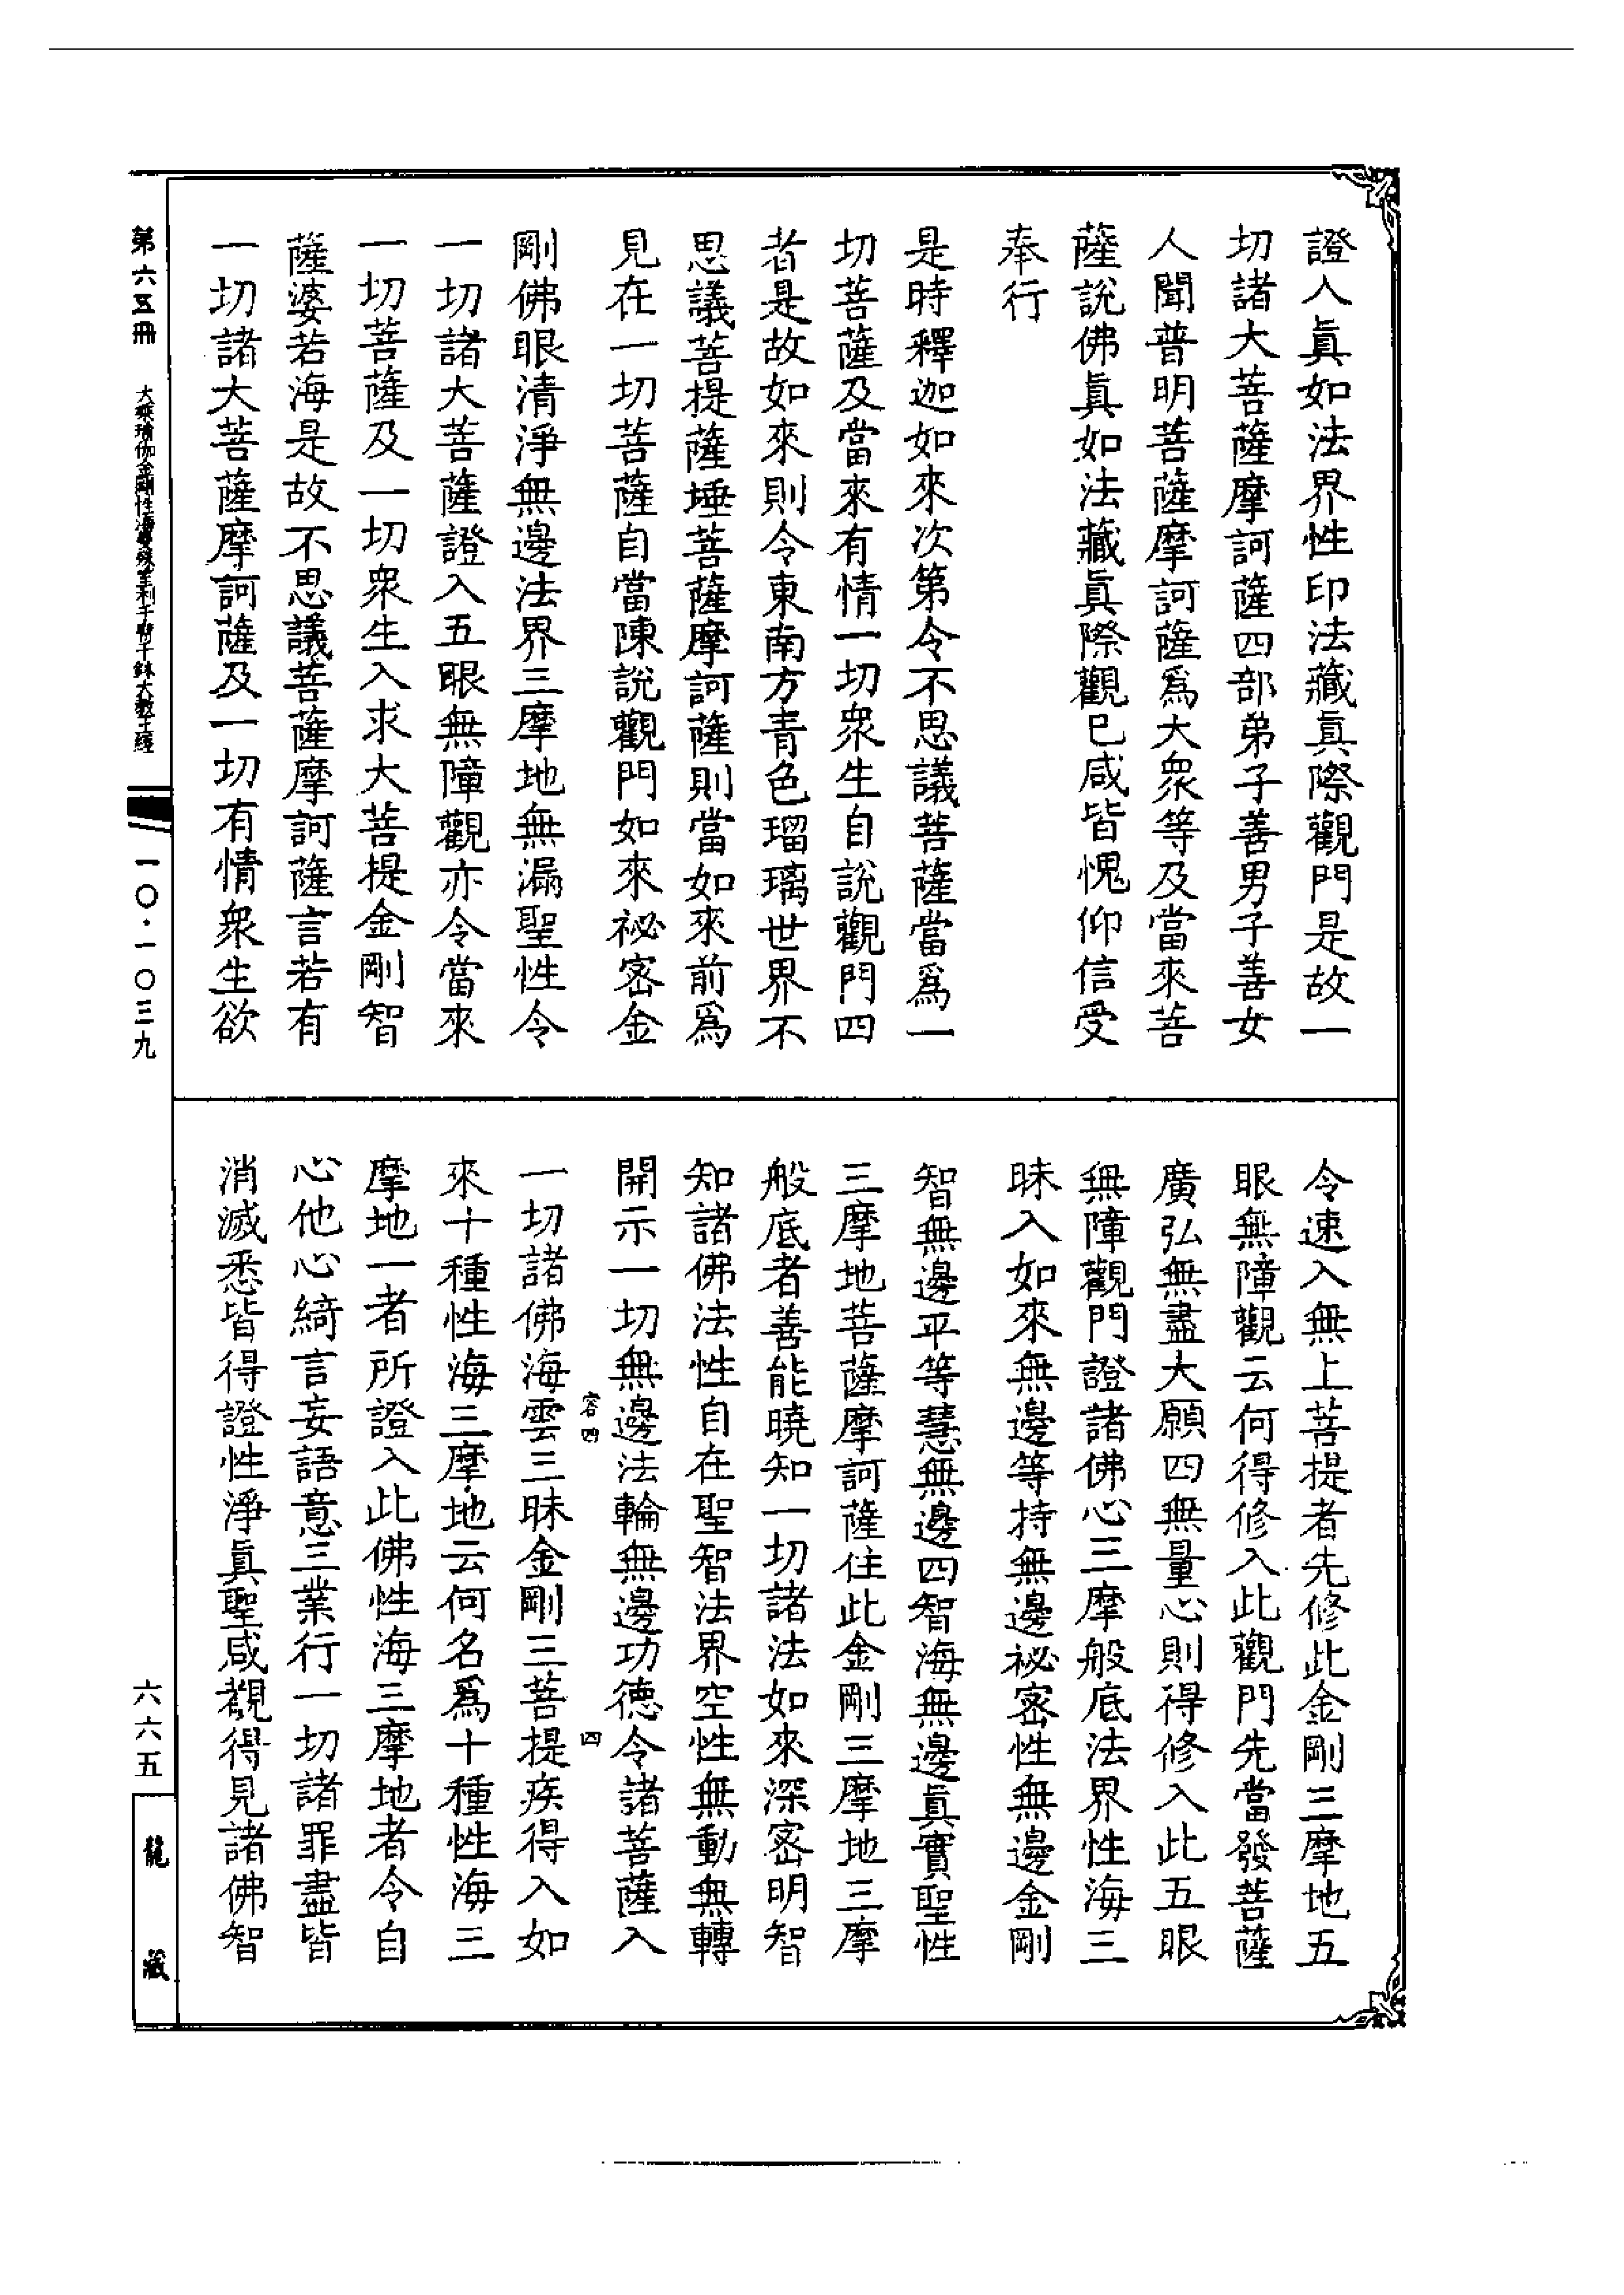 證入眞如法界性印法藏眞際觀門是故一
切諸大菩薩摩訶薩四部弟子善男子善女
人聞普明菩薩摩訶薩爲大衆等及當來菩
薩說佛眞如法藏眞際觀已咸皆愧仰信受
奉行
是時釋迦如來次第令不思議菩薩當爲一
切菩薩及當來有情一切衆生自說觀門四
者是故如來則令東南方青色瑠璃世界不
思議菩提薩埵菩薩摩訶薩則當如來前爲
見在一切菩薩自當陳說觀門如來祕密金
剛佛眼清淨無邊法界三摩地無漏聖性令
一切諸大菩薩證入五眼無障觀亦令當來
一切菩薩及一切衆生入求大菩提金剛智
薩婆若海是故不思議菩薩摩訶薩言若有
一切諸大菩薩摩訶薩及一切有情衆生欲
令速入無上菩提者先修此金剛三摩地五
眼無障觀云何得修入此觀門先當發菩薩
廣弘無盡大願四無量心則得修入此五眼
無障觀門證諸佛心三摩般底法界性海三
昧入如來無邊等持無邊祕密性無邊金剛
智無邊平等慧無邊四智海無邊眞實聖性
三摩地菩薩摩訶薩住此金剛三摩地三摩
般底者善能曉知一切諸法如來深密明智
知諸佛法性自在聖智法界空性無動無轉
開示一切無邊法輪無邊功德令諸菩薩入
容四 四
一切諸佛海雲三昧金剛三菩提疾得入如
來十種性海三摩地云何名爲十種性海三
摩地一者所證入此佛性海三摩地者令自
心他心綺言妄語意三業行一切諸罪盡皆
消滅悉皆得證性淨眞聖咸覩得見諸佛智
第六五冊 大乘瑜伽金剛性海曼殊室利千臂千鉢大教王經 一〇·一〇三九
六六五
龍藏